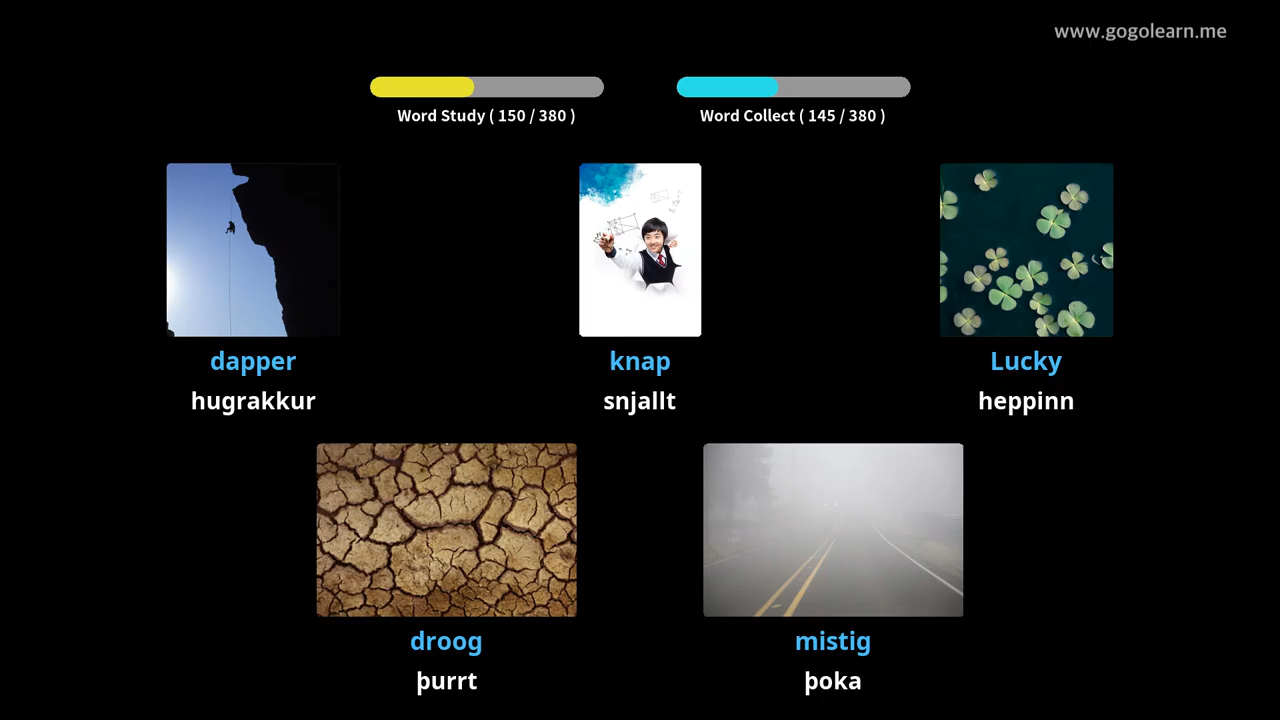 www.gogolearn.me
Word Study ( 150 / 380 )
Word Collect ( 145 / 380 )
dapper
hugrakkur
knap
snjallt
Lucky
heppinn
droog
þurrt
mistig
þoka